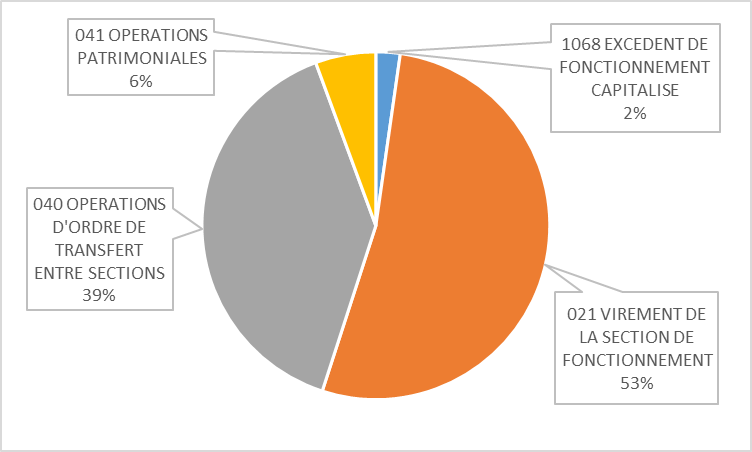 041 OPERATIONS
PATRIMONIALES
6%
1068 EXCEDENT DE
FONCTIONNEMENT
CAPITALISE
2%
040 OPERATIONS
D'ORDRE DE
TRANSFERT
ENTRE SECTIONS
39%
021 VIREMENT DE
LA SECTION DE
FONCTIONNEMENT
53%